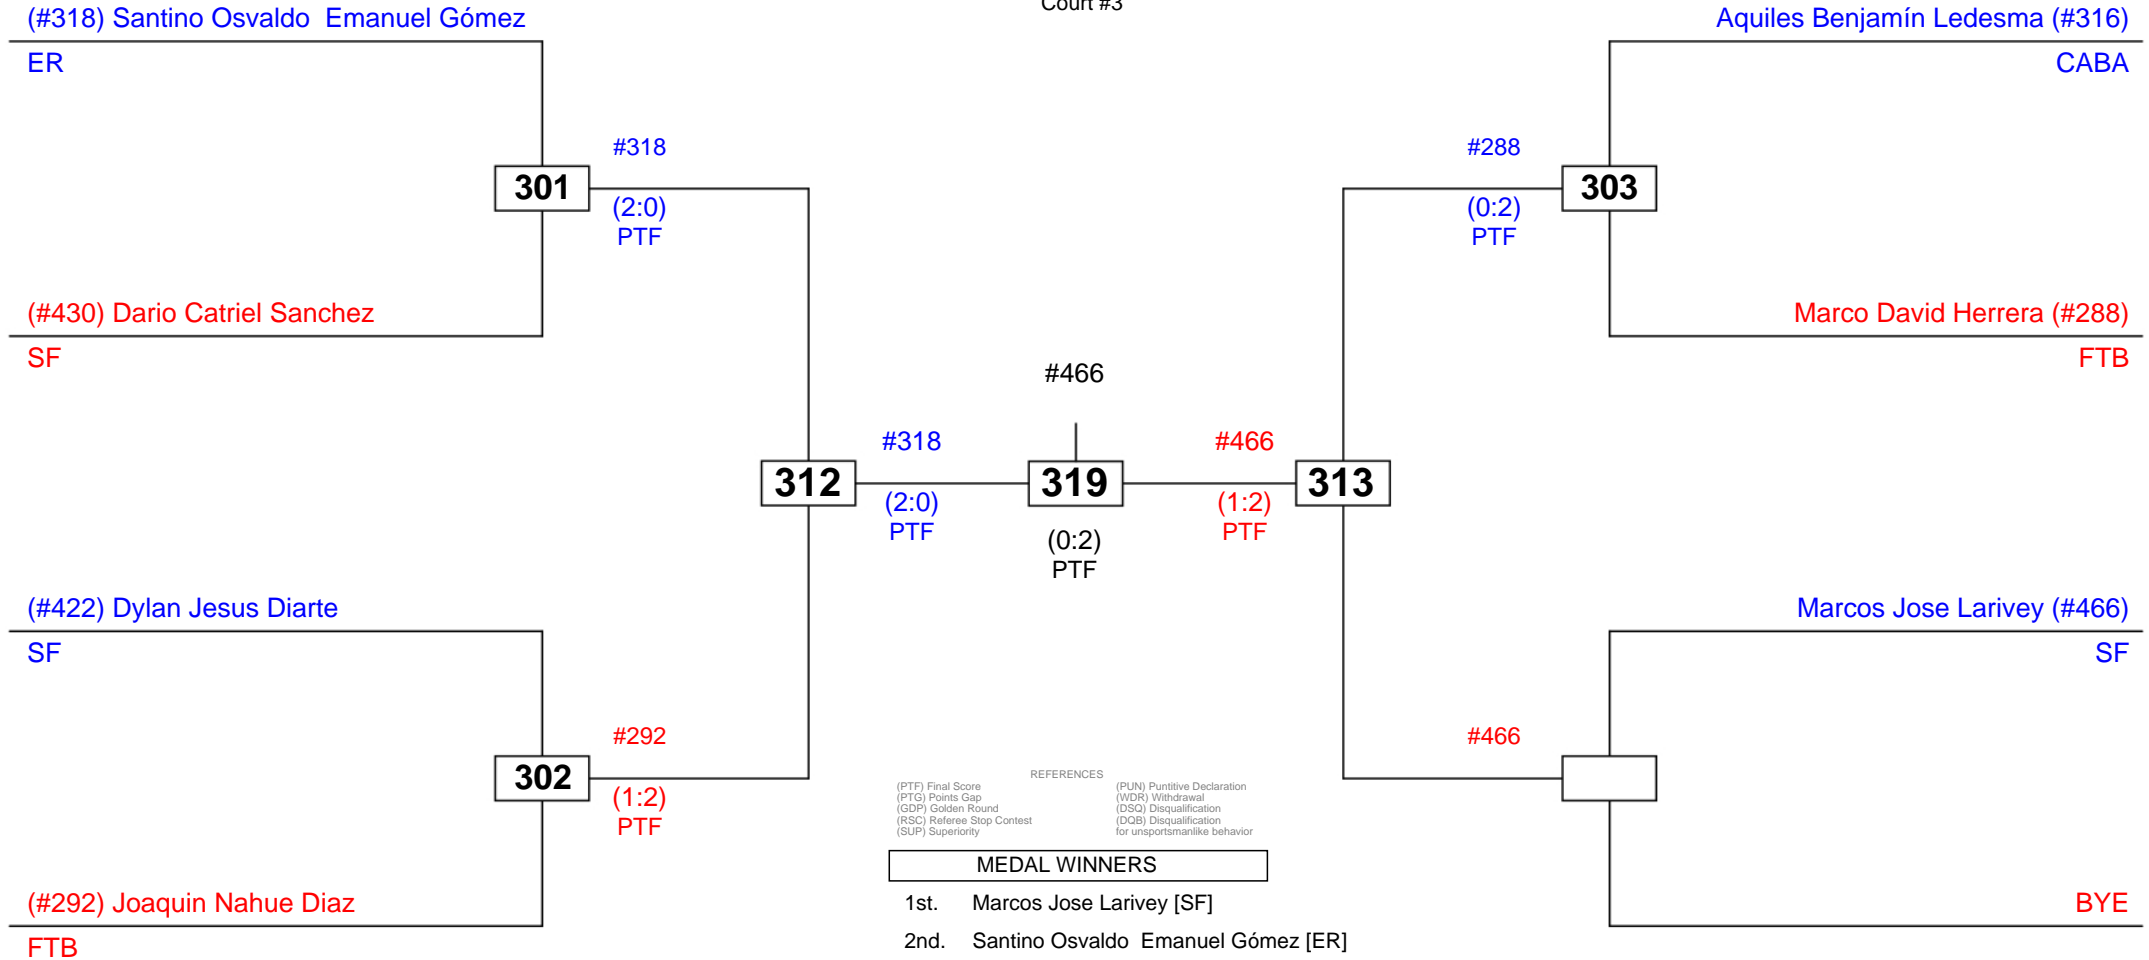 Court #3
(#318) Santino Osvaldo  Emanuel Gómez
ER
#318
301
(2:0)
PTF
(#430) Dario Catriel Sanchez
SF
Aquiles Benjamín Ledesma (#316)
CABA
#288
303
(0:2)
PTF
Marco David Herrera (#288)
FTB
#466
#318
312
(2:0)
PTF
319
(0:2)
PTF
#466
313
(1:2)
PTF
(#422) Dylan Jesus Diarte
SF
#292
302
(1:2)
PTF
(#292) Joaquin Nahue Diaz
FTB
Marcos Jose Larivey (#466)
SF
#466
BYE
REFERENCES
(PTF) Final Score
(PTG) Points Gap
(GDP) Golden Round
(RSC) Referee Stop Contest
(SUP) Superiority
(PUN) Puntitive Declaration
(WDR) Withdrawal
(DSQ) Disqualification
(DQB) Disqualification
for unsportsmanlike behavior
MEDAL WINNERS
1st. Marcos Jose Larivey [SF]
2nd. Santino Osvaldo  Emanuel Gómez [ER]